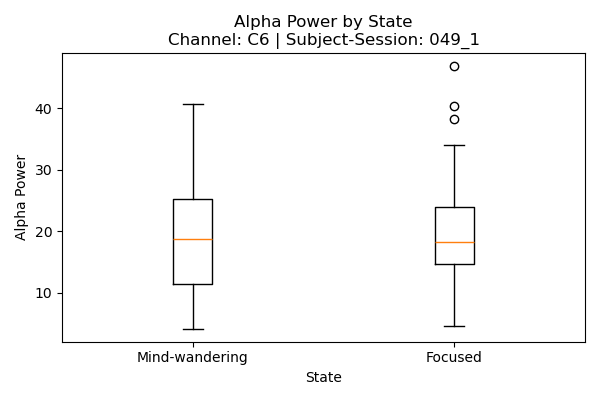 Alpha Power by State
Channel: C6 | Subject-Session: 049_1
Alpha Power
40
30
20
10
Mind-wandering
Focused
State